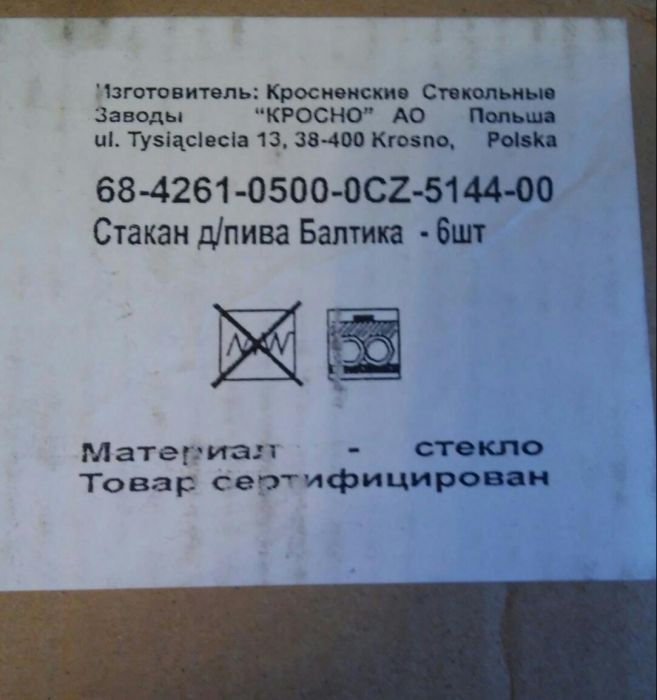 Изготовитель: Кросненские Стекольные
Заводы "КРОСНО" АО Польша
ul. Tysiąclecia 13, 38-400 Krosno, Polska
68-4261-0500-0CZ-5144-00
Стакан д/пива Балтика - 6шт
Материал - стекло
Товар сертифицирован